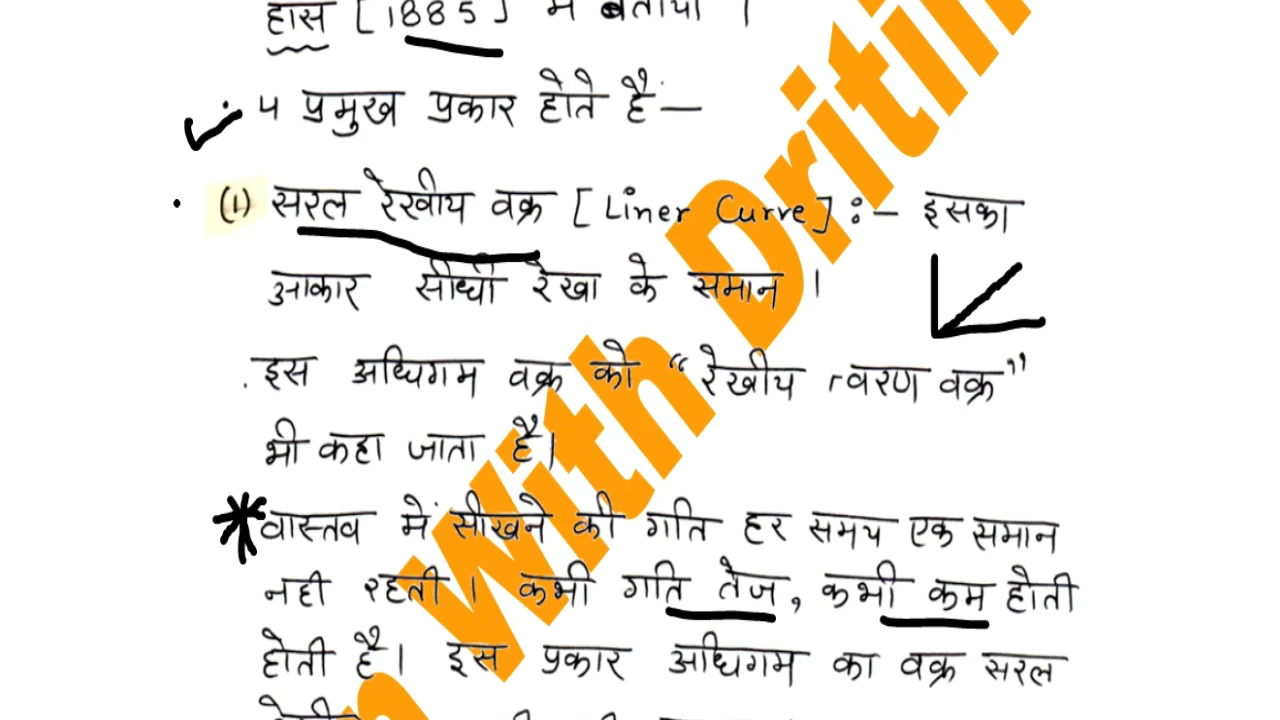 हास [1885] में बताया ।
4 प्रमुख प्रकार होते है:—
(1) सरल रेखीय वक्र [Liner Curve] :- इसका
आकार सीधी रेखा के समान ।
. इस अधिगम वक्र को “रेखीय त्वरण वक्र”
भी कहा जाता है।
* वास्तव में सीखने की गति हर समय एक समान
नही रहती । कभी गति तेज, कभी कम होती
होती है। इस प्रकार अधिगम का वक्र सरल
With Dritin